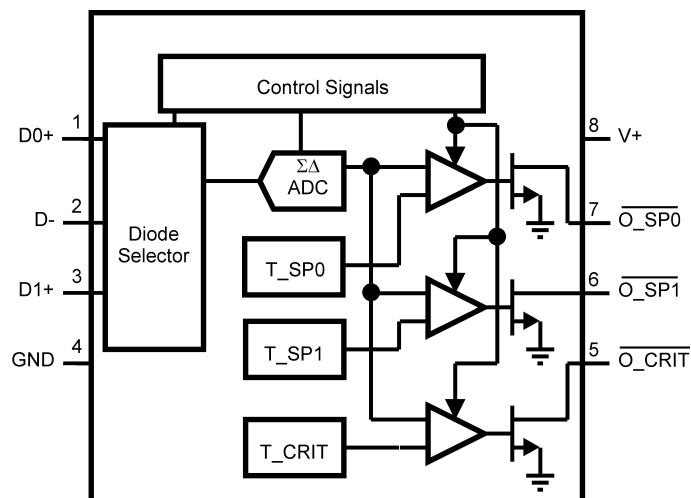 Control Signals
1
D0+
8
V+
ΣΔ
ADC
2
D-
Diode
Selector
7
O_SP0
T_SP0
3
D1+
6
O_SP1
T_SP1
4
GND
5
O_CRIT
T_CRIT